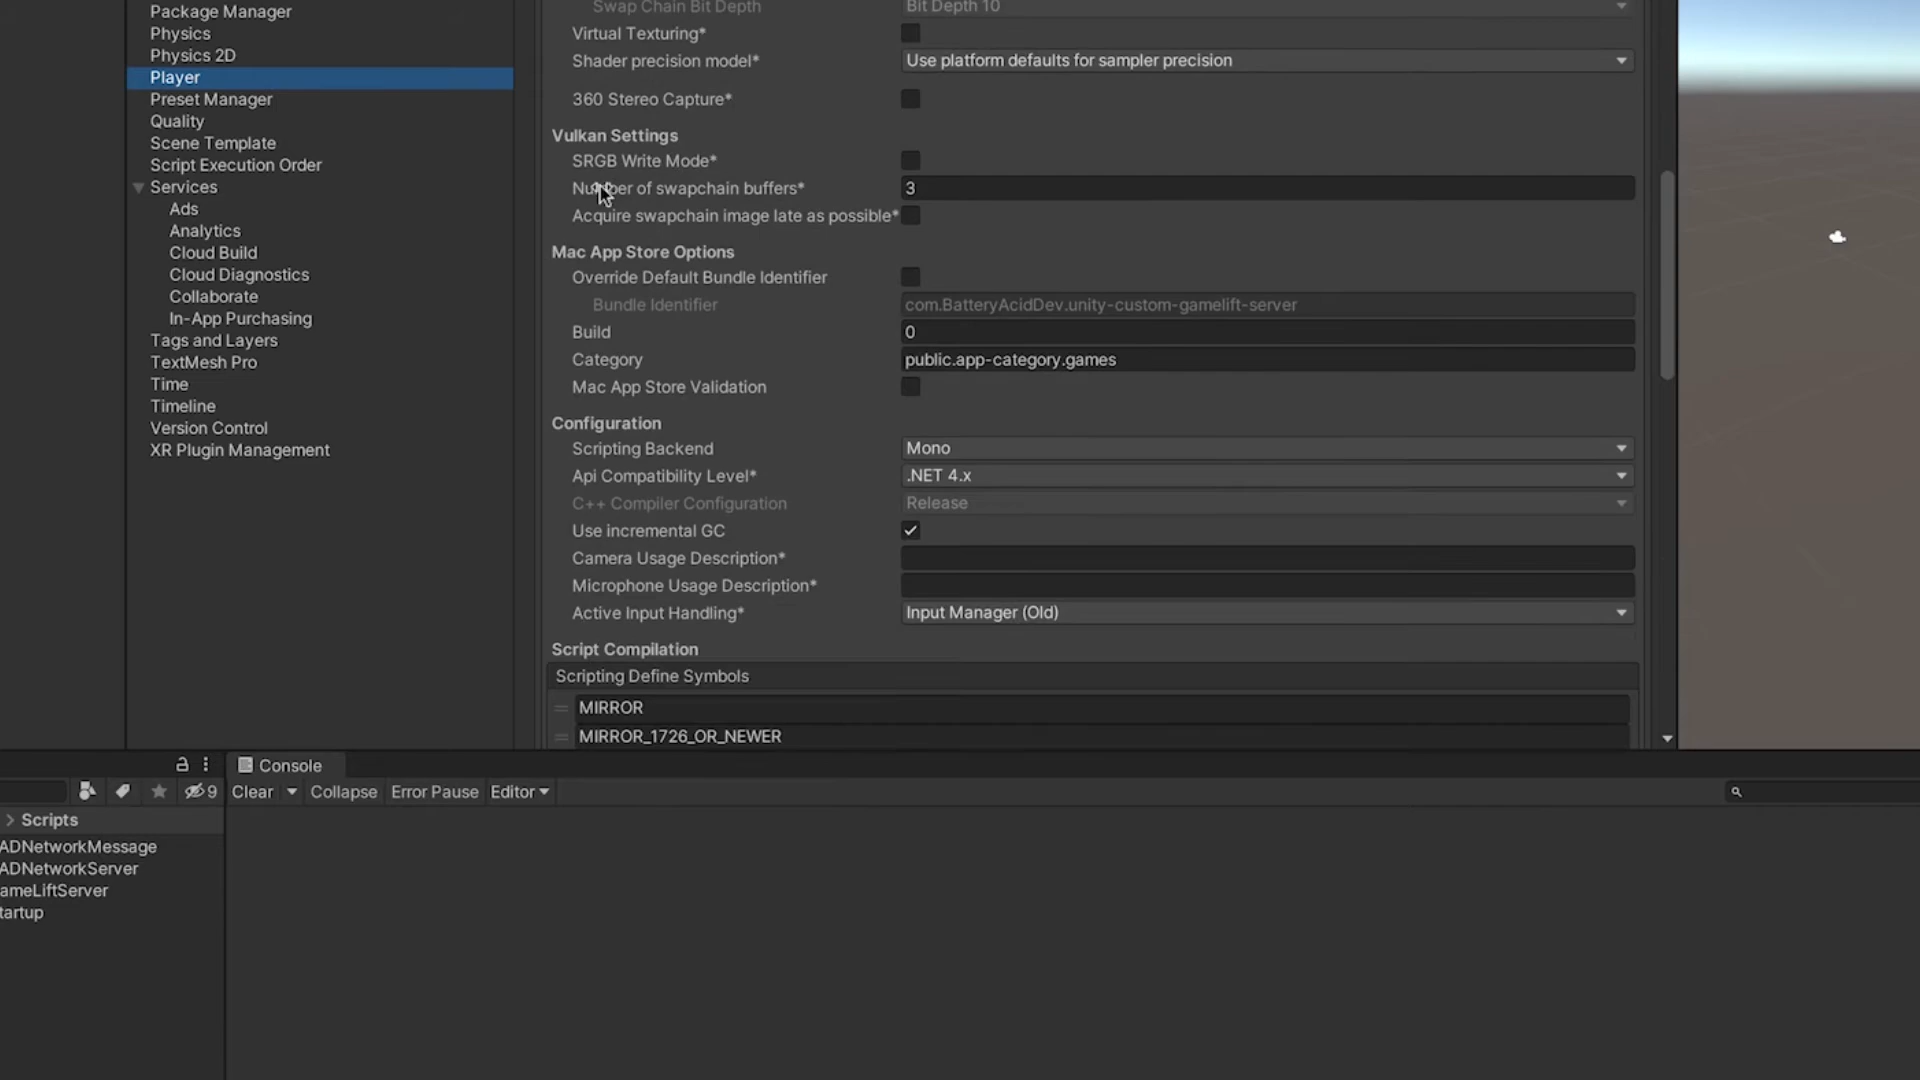 Package Manager
Physics
Physics 2D
Player
Preset Manager
Quality
Scene Template
Script Execution Order
Services
Ads
Analytics
Cloud Build
Cloud Diagnostics
Collaborate
In-App Purchasing
Tags and Layers
TextMesh Pro
Time
Timeline
Version Control
XR Plugin Management
Swap Chain Bit Depth Bit Depth 10
Virtual Texturing*
Shader precision model* Use platform defaults for sampler precision
360 Stereo Capture*
Vulkan Settings
SRGB Write Mode*
Number of swapchain buffers* 3
Acquire swapchain image late as possible*
Mac App Store Options
Override Default Bundle Identifier
Bundle Identifier com.BatteryAcidDev.unity-custom-gamelift-server
Build 0
Category public.app-category.games
Mac App Store Validation
Configuration
Scripting Backend Mono
Api Compatibility Level* .NET 4.x
C++ Compiler Configuration Release
Use incremental GC
Camera Usage Description*
Microphone Usage Description*
Active Input Handling* Input Manager (Old)
Script Compilation
Scripting Define Symbols
MIRROR
MIRROR_1726_OR_NEWER
9
Scripts
ADNetworkMessage
ADNetworkServer
ameLiftServer
tartup
Console
Clear Collapse Error Pause Editor